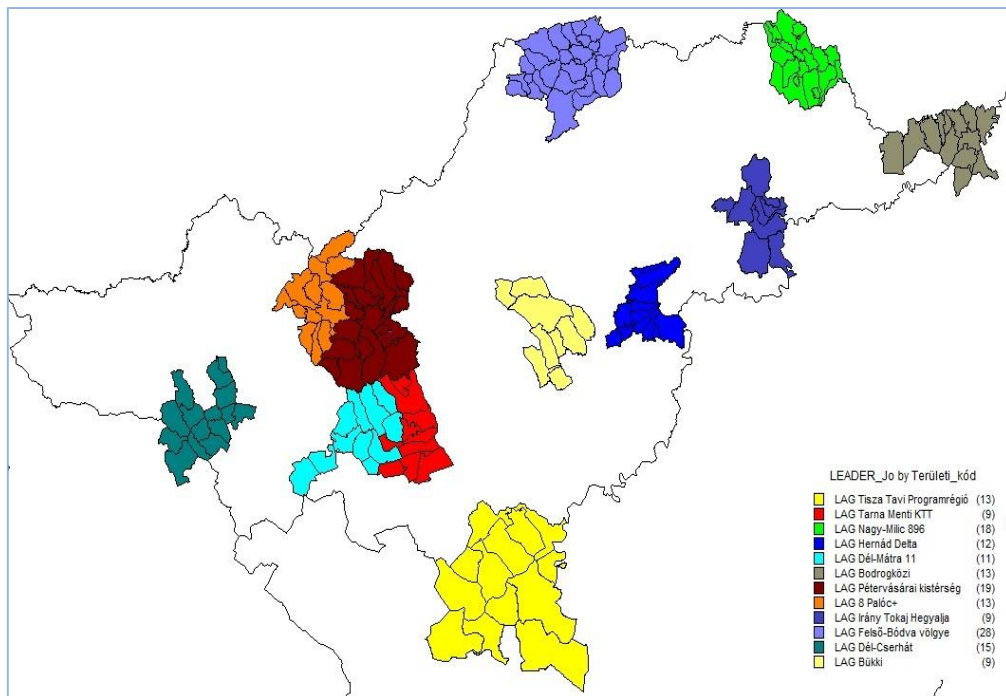 LEADER_Jo by Területi_kód
LAG Tisza Tavi Programrégió (13)
LAG Tarna Menti KTT (9)
LAG Nagy-Milic 896 (18)
LAG Hernád Delta (12)
LAG Dél-Mátra 11 (11)
LAG Bodrogközi (13)
LAG Pétervásárai kistérség (19)
LAG 8 Palóc+ (13)
LAG Irány Tokaj Hegyalja (9)
LAG Felső-Bódva völgye (28)
LAG Dél-Cserhát (15)
LAG Bükki (9)